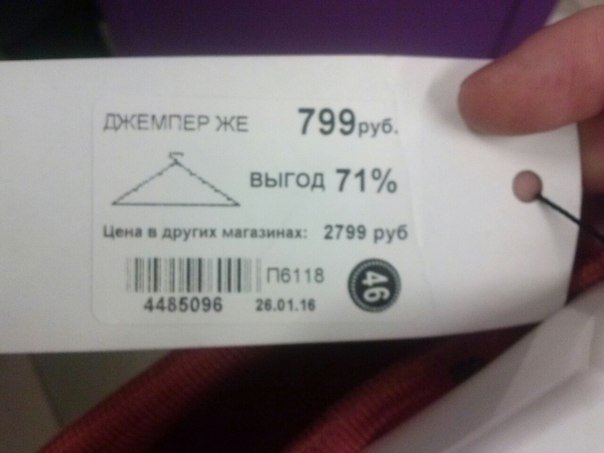 ДЖЕМПЕР ЖЕ 799руб.
ВЫГОД 71%
Цена в других магазинах: 2799 руб
П6118 46
4485096 26.01.16